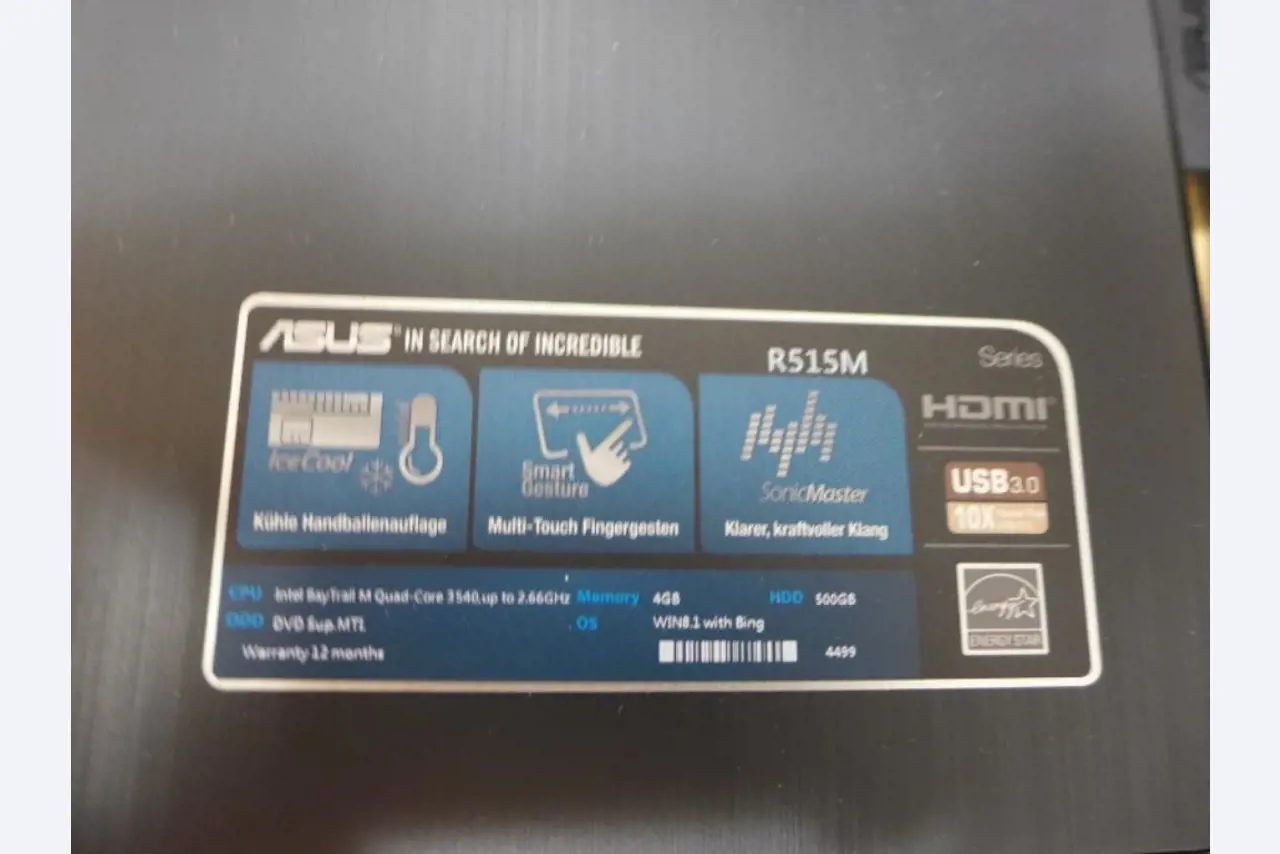 ASUS IN SEARCH OF INCREDIBLE
R515M
Series
IceCool
Kühle Handballenauflage
Smart
Gesture
Multi-Touch Fingergesten
SonicMaster
Klarer, kraftvoller Klang
HDMI
USB 3.0
10X
energy
ENERGY STAR
CPU Intel BayTrail M Quad-Core 3540,up to 2.66GHz Memory 4GB HDD 500GB
ODD DVD Sup.MTL OS WIN8.1 with Bing
Warranty 12 months 4499